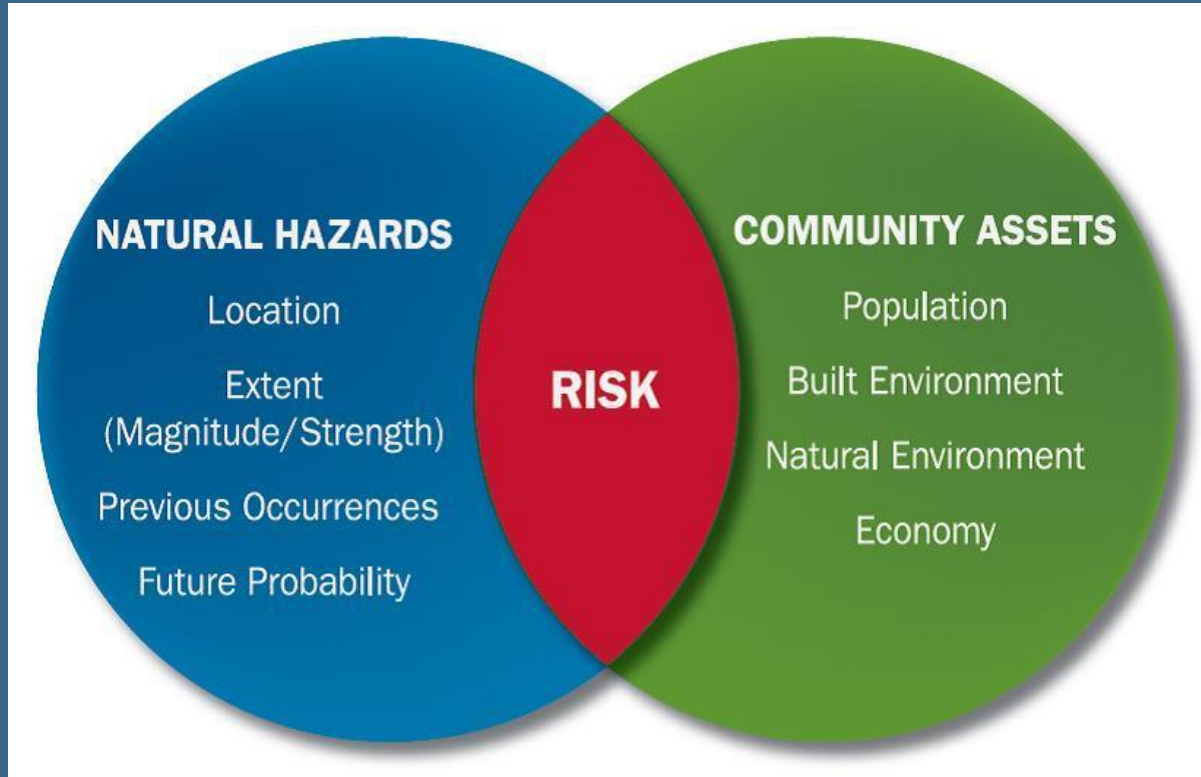 NATURAL HAZARDS
Location
Extent
(Magnitude/Strength)
Previous Occurrences
Future Probability
RISK
COMMUNITY ASSETS
Population
Built Environment
Natural Environment
Economy